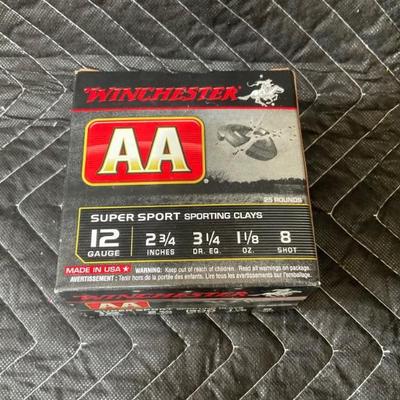 WINCHESTER
AA
25 ROUNDS
SUPER SPORT SPORTING CLAYS
12 2 3/4 3 1/4 1 1/8 8
GAUGE INCHES DR. EQ. OZ. SHOT
MADE IN USA WARNING: Keep out of reach of children. Read all warnings on package.
AVERTISSEMENT: Tenir hors de la portée des enfants. Lire tous les avertissements sur l'emballage.
WINCHESTER